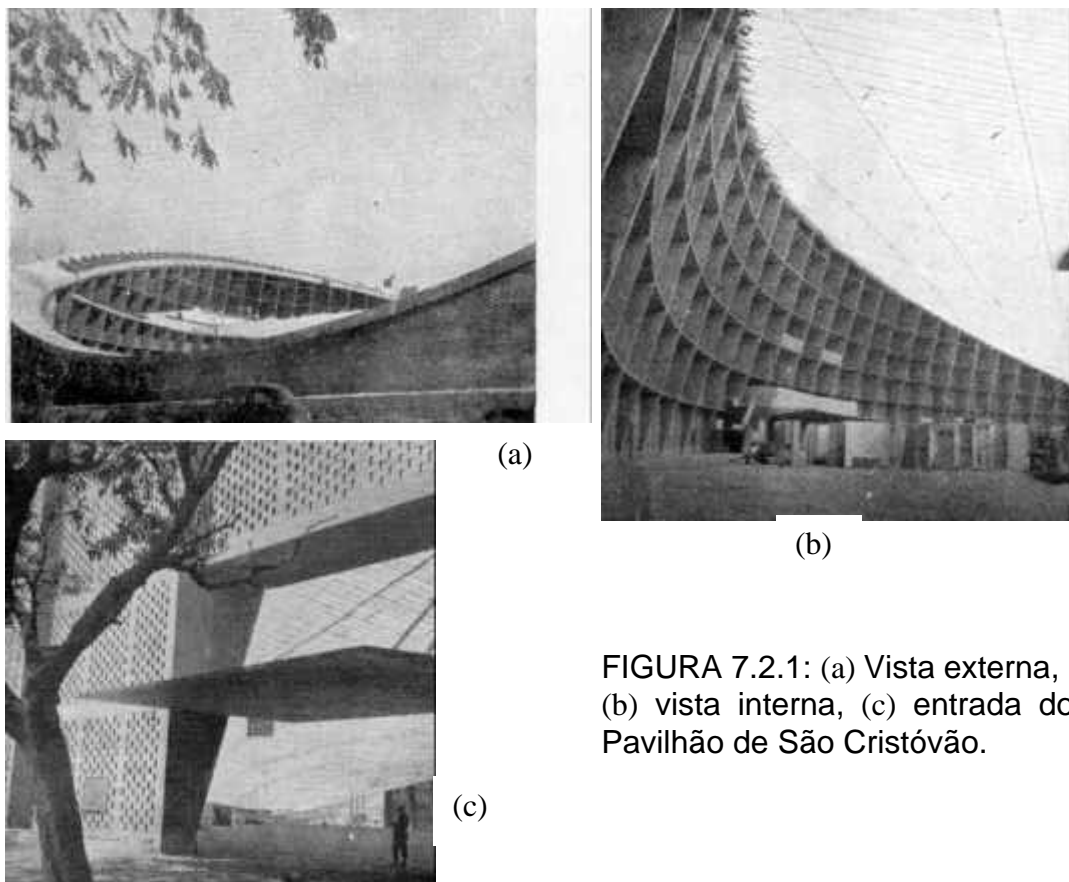 (a)
(b)
(c)
FIGURA 7.2.1: (a) Vista externa,
(b) vista interna, (c) entrada do
Pavilhão de São Cristóvão.